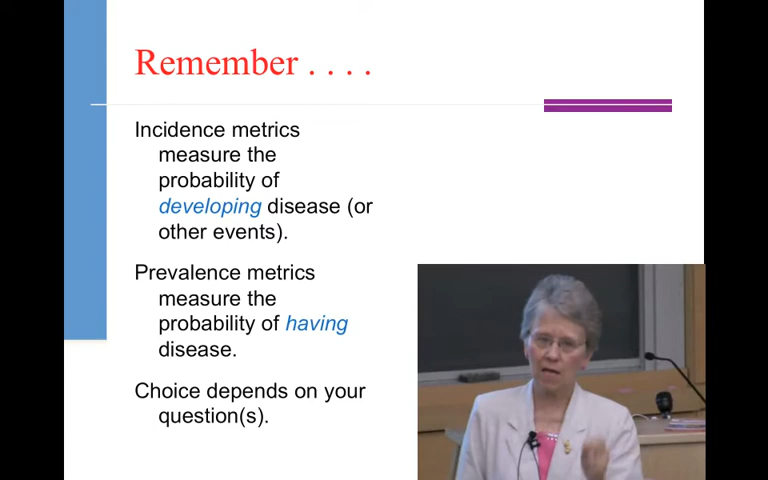 Remember . . . .
Incidence metrics
measure the
probability of
developing disease (or
other events).
Prevalence metrics
measure the
probability of having
disease.
Choice depends on your
question(s).